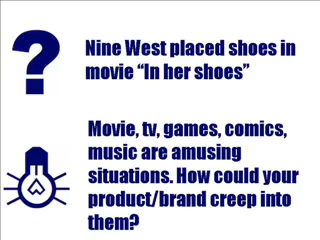 Nine West placed shoes in
movie “In her shoes”
Movie, tv, games, comics,
music are amusing
situations. How could your
product/brand creep into
them?